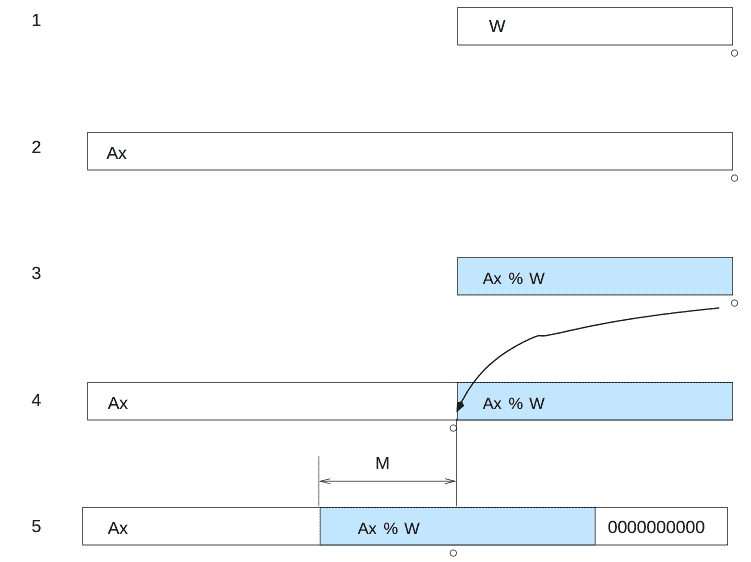 1 W
2 Ax
3 Ax % W
4 Ax Ax % W
M
5 Ax Ax % W 0000000000